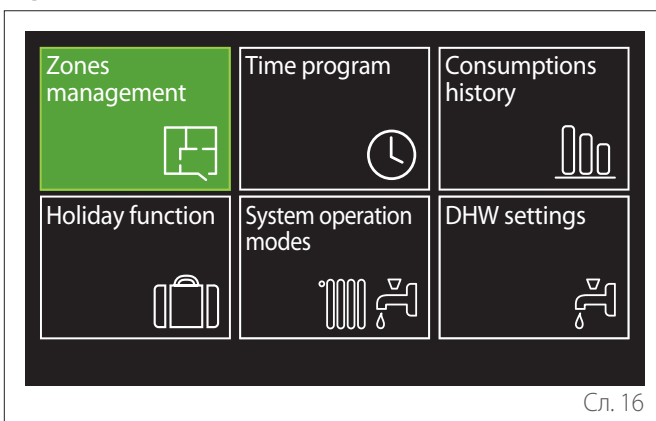 Zones
management
Time program
Consumptions
history
Holiday function
System operation
modes
DHW settings
Сл. 16